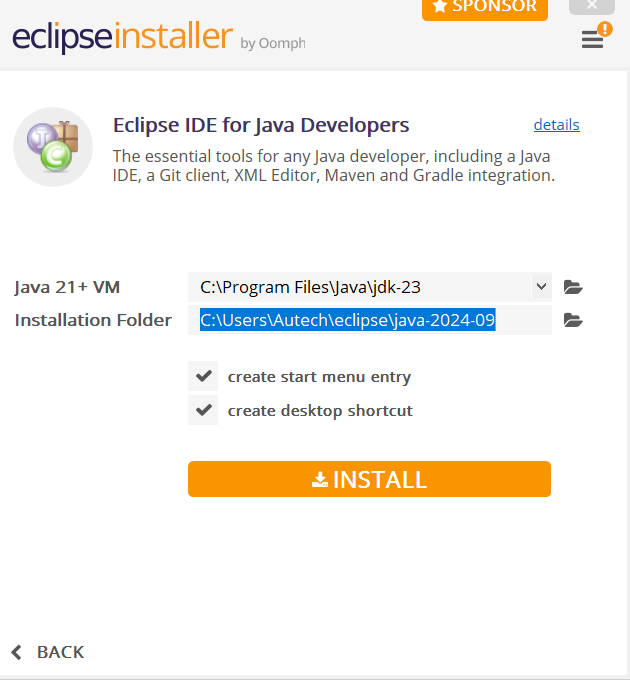 SPONSOR
eclipseinstaller by Oomph
Eclipse IDE for Java Developers details
The essential tools for any Java developer, including a Java
IDE, a Git client, XML Editor, Maven and Gradle integration.
Java 21+ VM C:\Program Files\Java\jdk-23
Installation Folder C:\Users\Autech\eclipse\java-2024-09
create start menu entry
create desktop shortcut
INSTALL
BACK